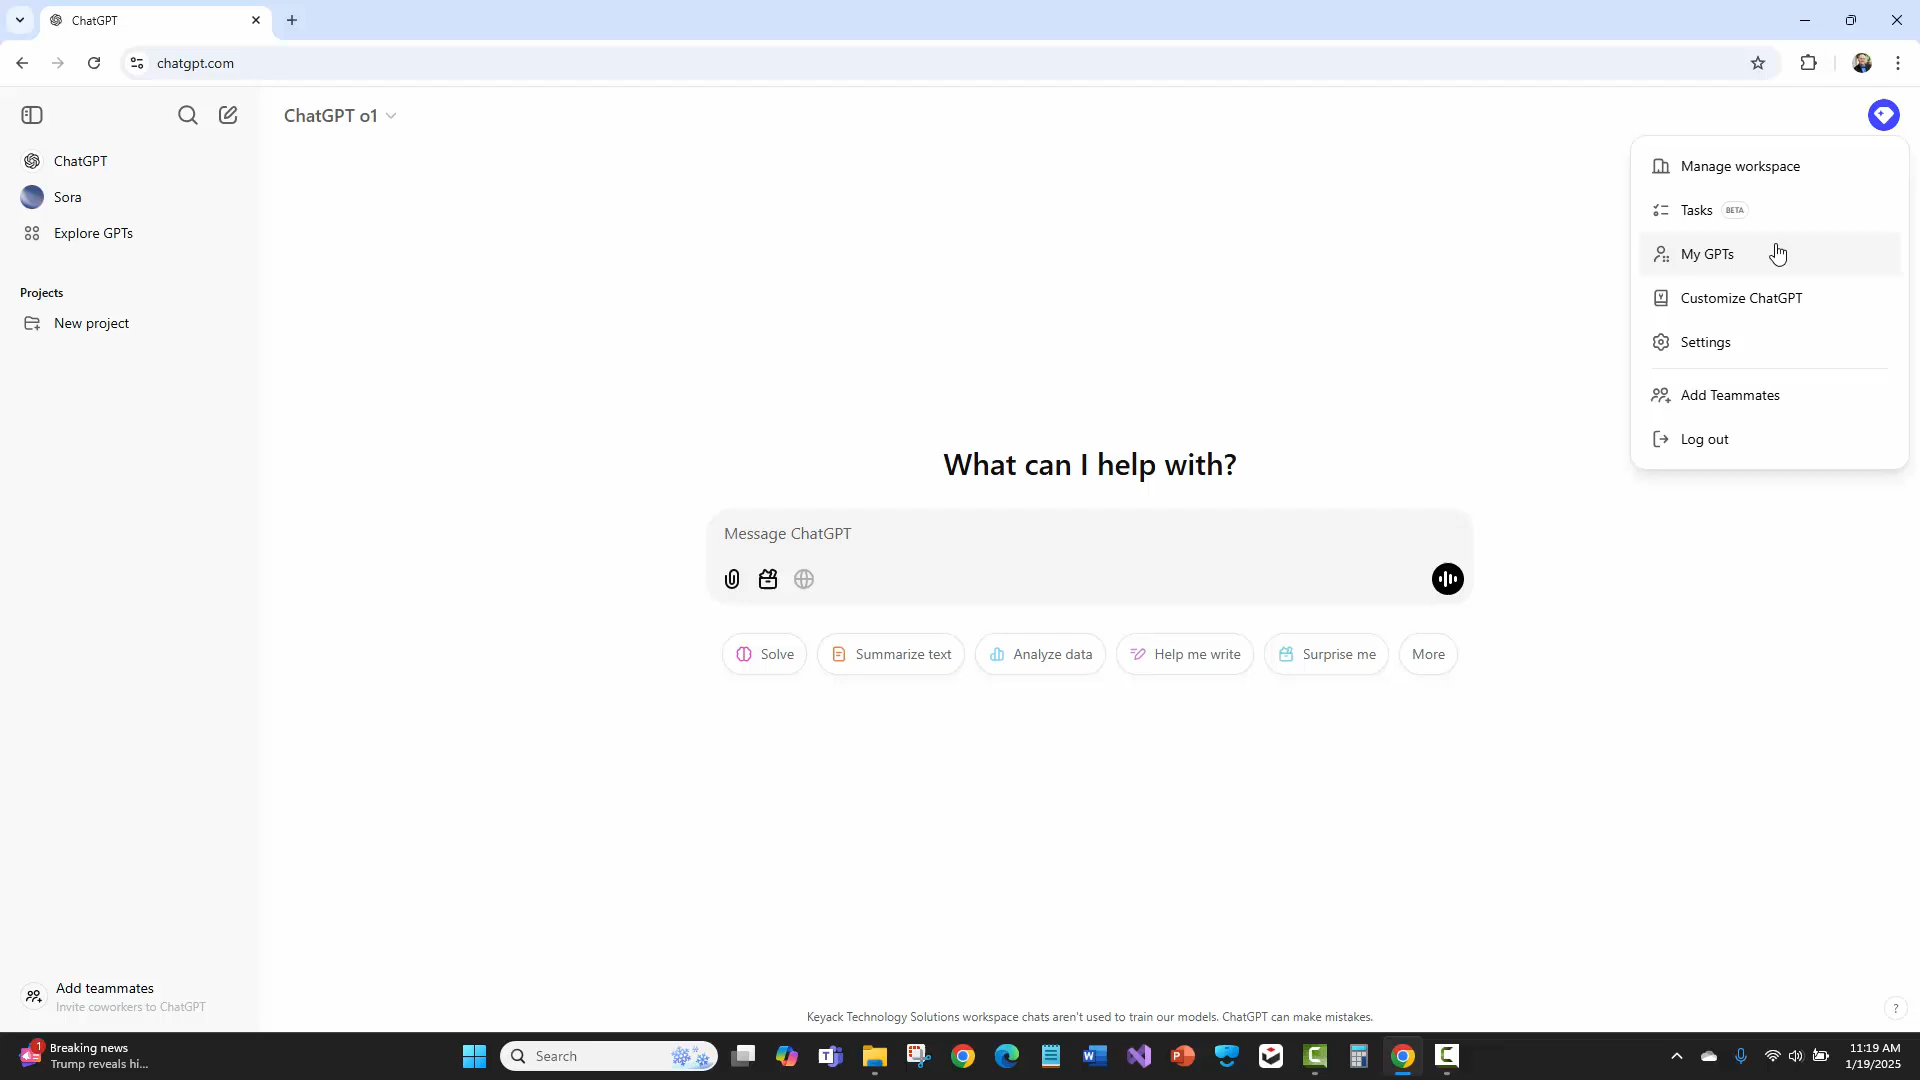 ChatGPT
chatgpt.com
ChatGPT o1
ChatGPT
Sora
Explore GPTs
Projects
New project
Manage workspace
Tasks BETA
My GPTs
Customize ChatGPT
Settings
Add Teammates
Log out
What can I help with?
Message ChatGPT
Solve
Summarize text
Analyze data
Help me write
Surprise me
More
Add teammates
Invite coworkers to ChatGPT
Keyack Technology Solutions workspace chats aren't used to train our models. ChatGPT can make mistakes.
?
1
Breaking news
Trump reveals hi...
Search
11:19 AM
1/19/2025